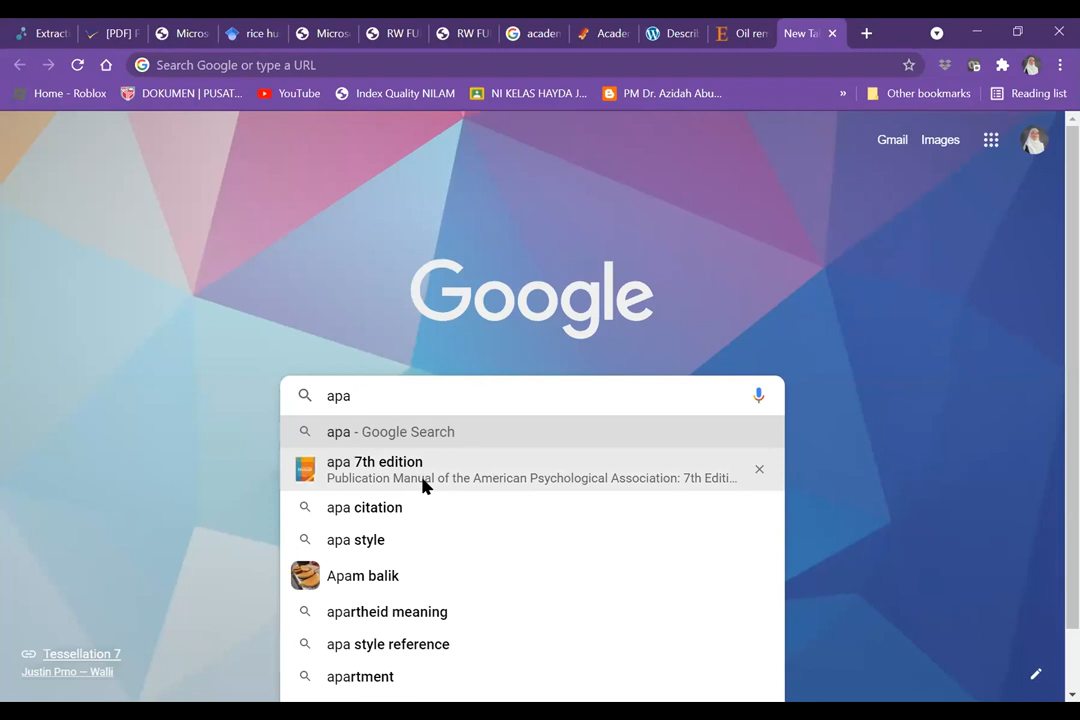 Extract
[PDF] F
Micros
rice hu
Micros
RW FU
RW FU
academ
Acade
Descri
Oil rem
New Ta
Search Google or type a URL
Home - Roblox
DOKUMEN | PUSAT...
YouTube
Index Quality NILAM
NI KELAS HAYDA J...
PM Dr. Azidah Abu...
»
Other bookmarks
Reading list
Gmail
Images
Google
apa
apa - Google Search
apa 7th edition
Publication Manual of the American Psychological Association: 7th Editi...
apa citation
apa style
Apam balik
apartheid meaning
apa style reference
apartment
Tessellation 7
Justin Prno — Walli